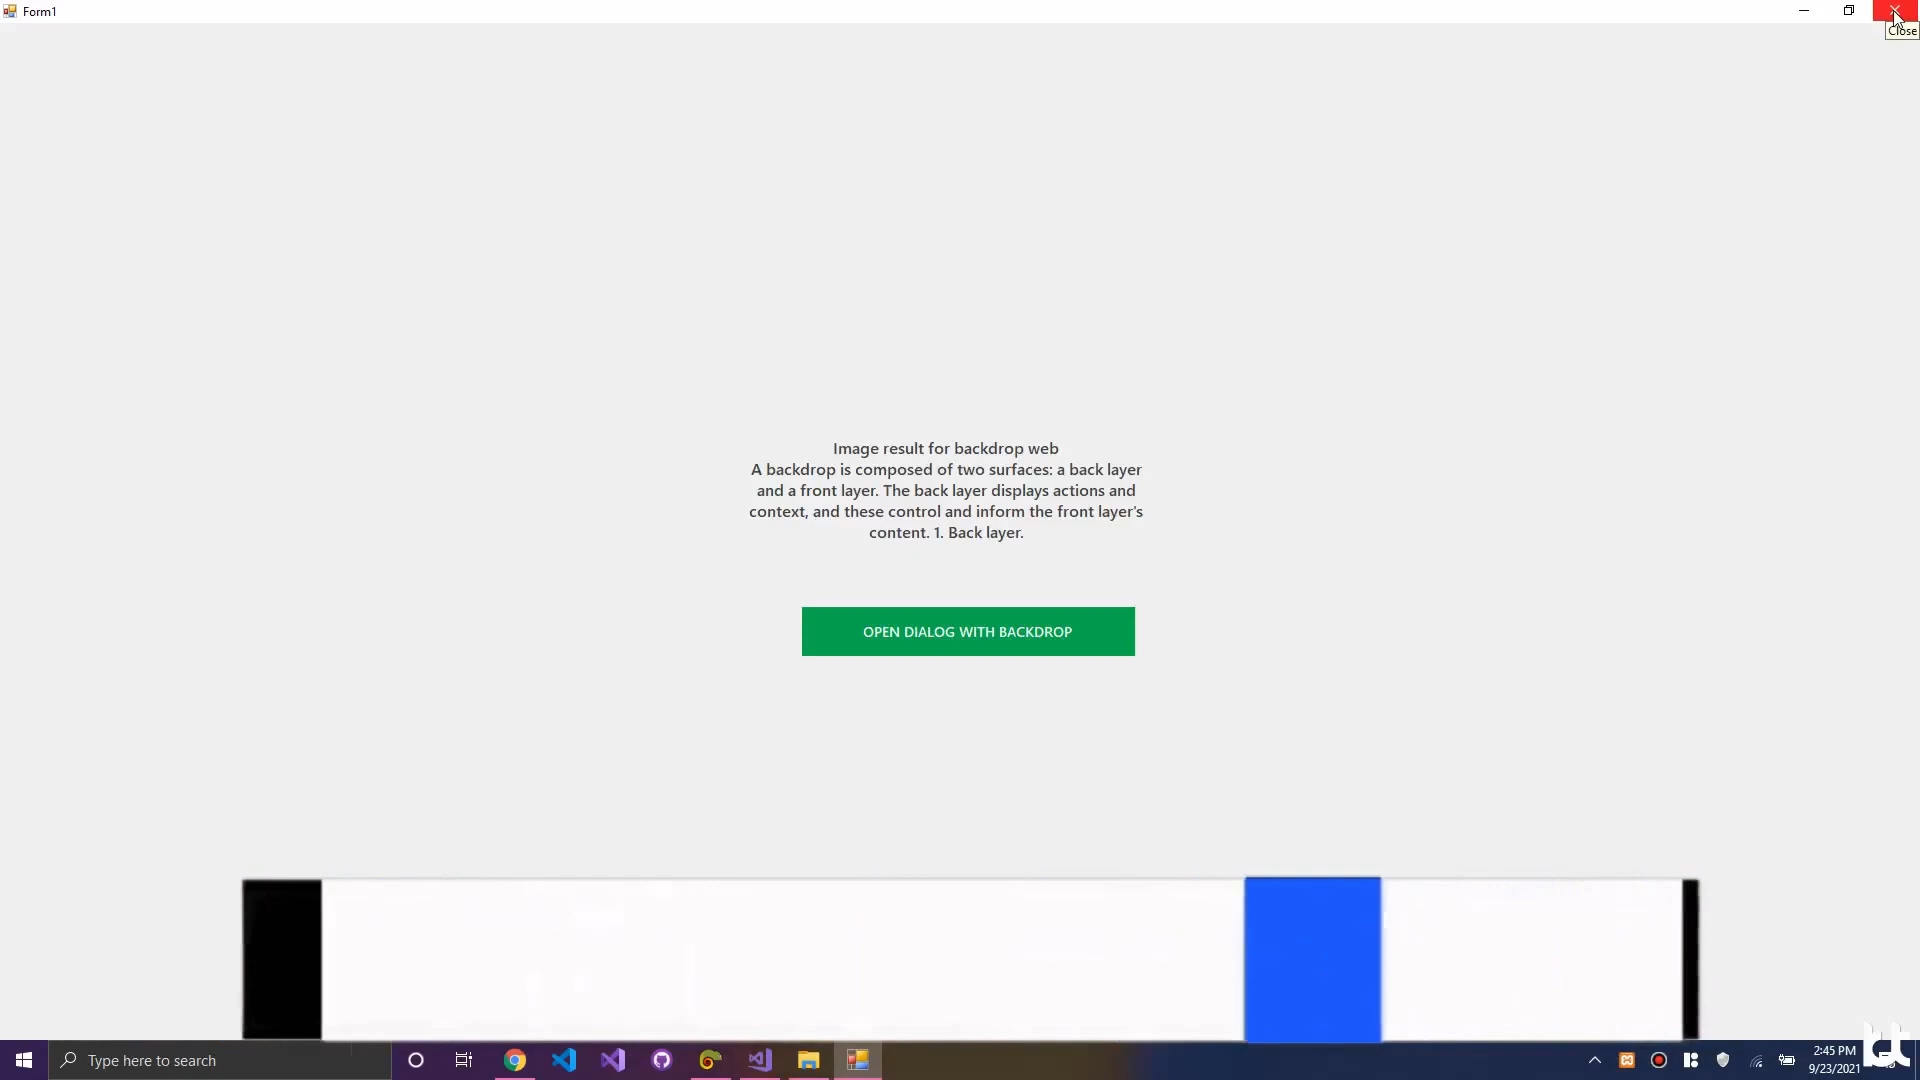 Form1
Close
Image result for backdrop web
A backdrop is composed of two surfaces: a back layer
and a front layer. The back layer displays actions and
context, and these control and inform the front layer's
content. 1. Back layer.
OPEN DIALOG WITH BACKDROP
Type here to search
2:45 PM
9/23/2021